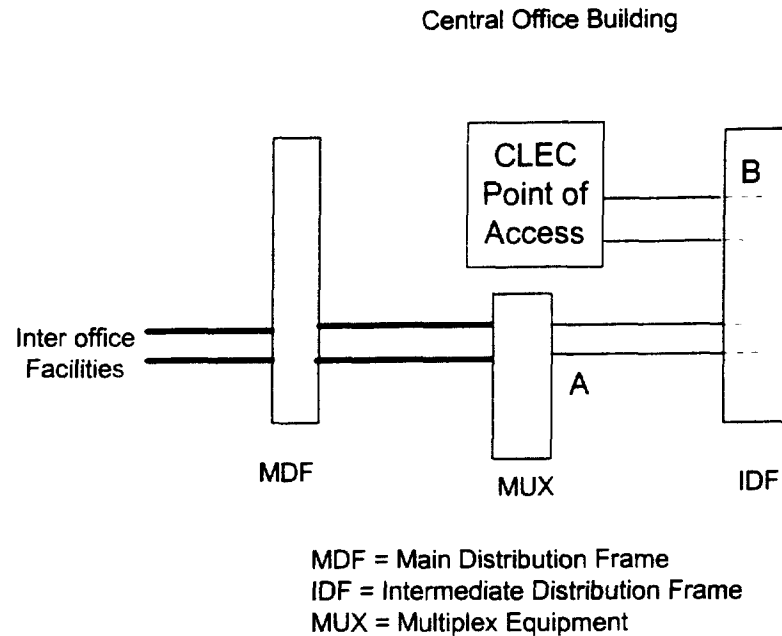 Central Office Building
CLEC
Point of
Access
B
Inter office
Facilities
A
MDF
MUX
IDF
MDF = Main Distribution Frame
IDF = Intermediate Distribution Frame
MUX = Multiplex Equipment